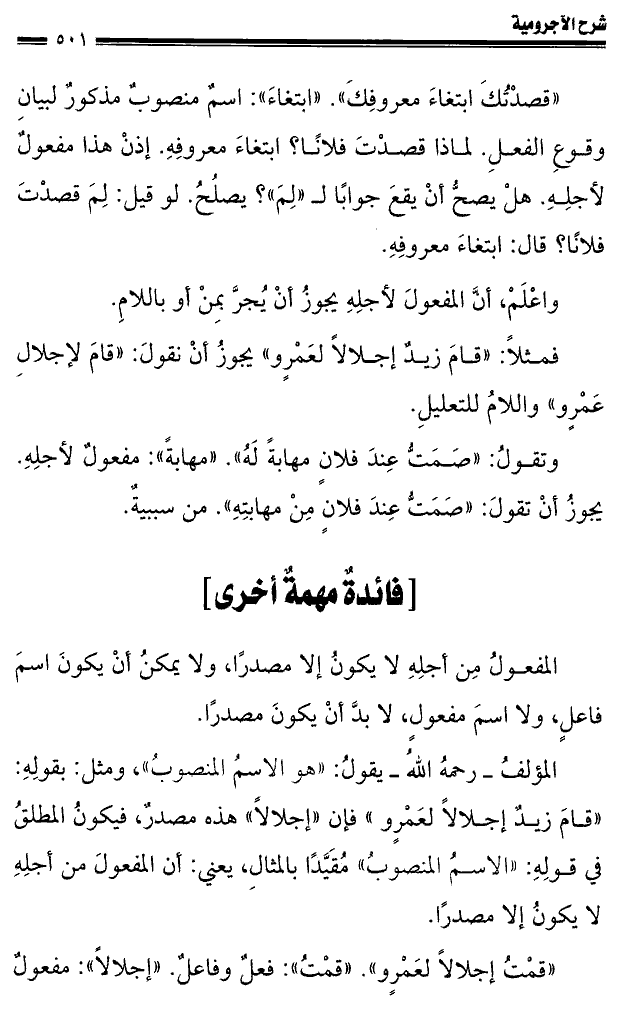 شرح الآجرومية
٥٠١
«قصدْتُكَ ابتغاءَ معروفِكَ». «ابتغاءَ»: اسمٌ منصوبٌ مذكورٌ لبيانِ
وقوعِ الفعلِ. لماذا قصدْتَ فلانًا؟ ابتغاءَ معروفِهِ. إذنْ هذا مفعولٌ
لأجلِهِ. هلْ يصحُّ أنْ يقعَ جوابًا لـ «لِمَ»؟ يصلُحُ. لو قيل: لِمَ قصدْتَ
فلانًا؟ قال: ابتغاءَ معروفِهِ.
واعْلَمْ، أنَّ المفعولَ لأجلِهِ يجوزُ أنْ يُجرَّ بمِنْ أو باللامِ.
فمثلاً: «قامَ زيدٌ إجلالاً لعَمْرٍو» يجوزُ أنْ نقولَ: «قامَ لإجلالِ
عَمْرٍو» واللامُ للتعليلِ.
وتقولُ: «صَمَتُّ عِندَ فلانٍ مهابةً لَهُ». «مهابةً»: مفعولٌ لأجلِهِ.
يجوزُ أنْ تقولَ: «صَمَتُّ عِندَ فلانٍ مِنْ مهابتِهِ». من سببيةٌ.
[فائدةٌ مهمةٌ أخرى]
المفعولُ مِن أجلِهِ لا يكونُ إلا مصدرًا، ولا يمكنُ أنْ يكونَ اسمَ
فاعلٍ، ولا اسمَ مفعولٍ، لا بدَّ أنْ يكونَ مصدرًا.
المؤلفُ ـ رحمهُ اللهُ ـ يقولُ: «هو الاسمُ المنصوبُ»، ومثل: بقولِهِ:
«قامَ زيدٌ إجلالاً لعَمْرٍو » فإن «إجلالاً» هذه مصدرٌ، فيكونُ المطلقُ
في قولِهِ: «الاسمُ المنصوبُ» مُقيَّدًا بالمثالِ، يعني: أن المفعولَ من أجلِهِ
لا يكونُ إلا مصدرًا.
«قمْتُ إجلالاً لعَمْرٍو». «قمْتُ»: فعلٌ وفاعلٌ. «إجلالاً»: مفعولٌ